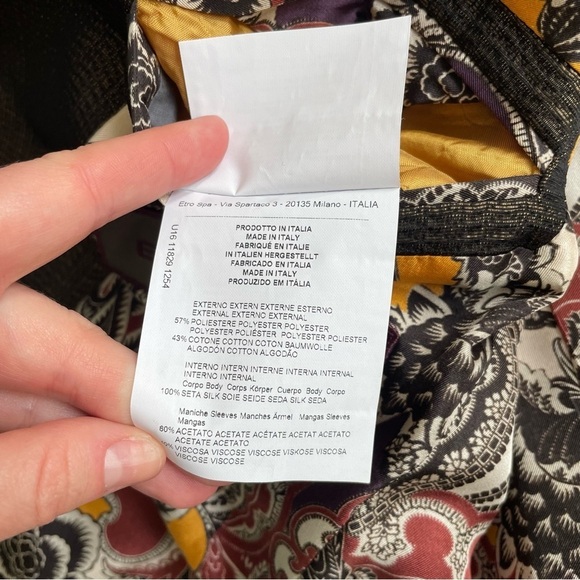 Etro Spa - Via Spartaco 3 - 20135 Milano - ITALIA
U16 11829 1254
PRODOTTO IN ITALIA
MADE IN ITALY
FABRIQUÉ EN ITALIE
IN ITALIEN HERGESTELLT
FABRICADO EN ITALIA
MADE IN ITALY
PRODUZIDO EM ITÁLIA
EXTERNO EXTERN EXTERNE ESTERNO
EXTERNAL EXTERNO EXTERNAL
57% POLIESTERE POLYESTER POLYESTER
POLYESTER POLIÉSTER POLYESTER POLIESTER
43% COTONE COTTON COTON BAUMWOLLE
ALGODÓN COTTON ALGODÃO
INTERNO INTERN INTERNE INTERNA INTERNAL
INTERNO INTERNAL
Corpo Body Corps Körper Cuerpo Body Corpo
100% SETA SILK SOIE SEIDE SEDA SILK SEDA
Maniche Sleeves Manches Ärmel Mangas Sleeves
Mangas
60% ACETATO ACETATE ACÉTATE ACETAT ACETATO
ACETATE ACETATO
VISCOSA VISCOSE VISCOSE VISKOSE VISCOSA
VISCOSE VISCOSE